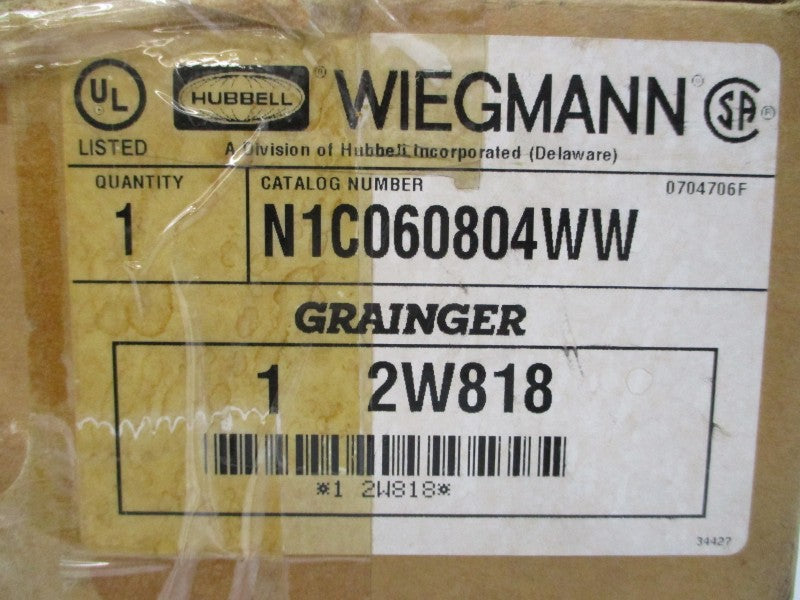 UL
LISTED
HUBBELL® WIEGMANN® SA®
A Division of Hubbell Incorporated (Delaware)
QUANTITY
1
CATALOG NUMBER
0704706F
N1C060804WW
GRAINGER
1 2W818
*1 2W818*
34427